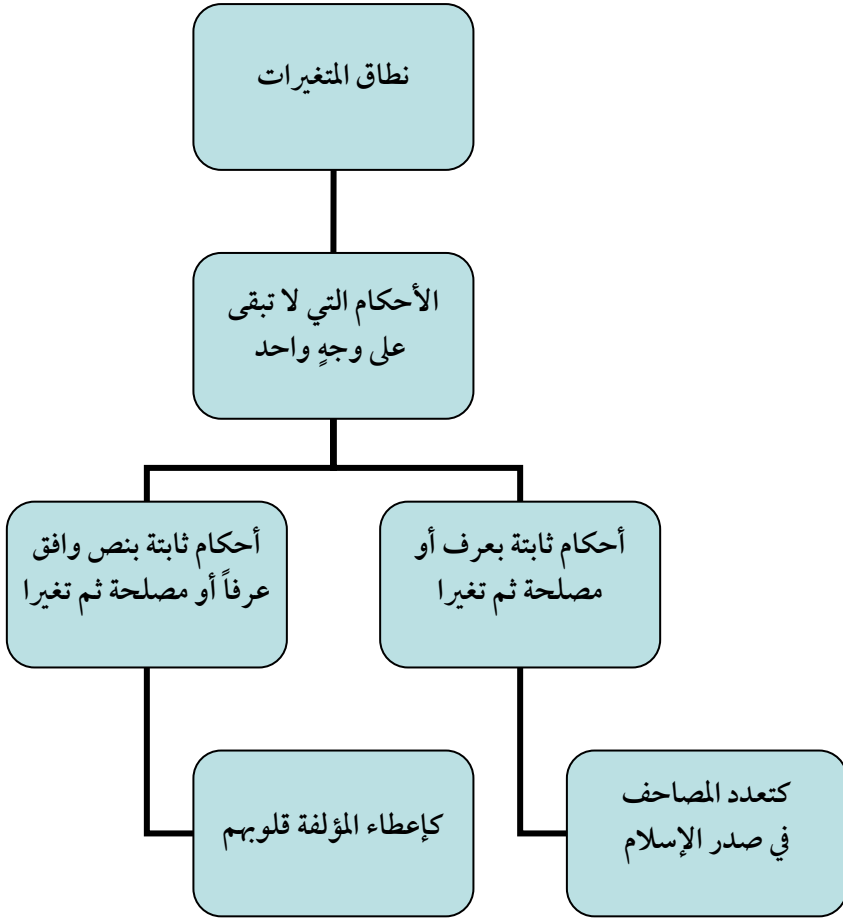 نطاق المتغيرات
الأحكام التي لا تبقى
على وجهٍ واحد
أحكام ثابتة بعرف أو
مصلحة ثم تغيرا
أحكام ثابتة بنص وافق
عرفاً أو مصلحة ثم تغيرا
كتعدد المصاحف
في صدر الإسلام
كإعطاء المؤلفة قلوبهم